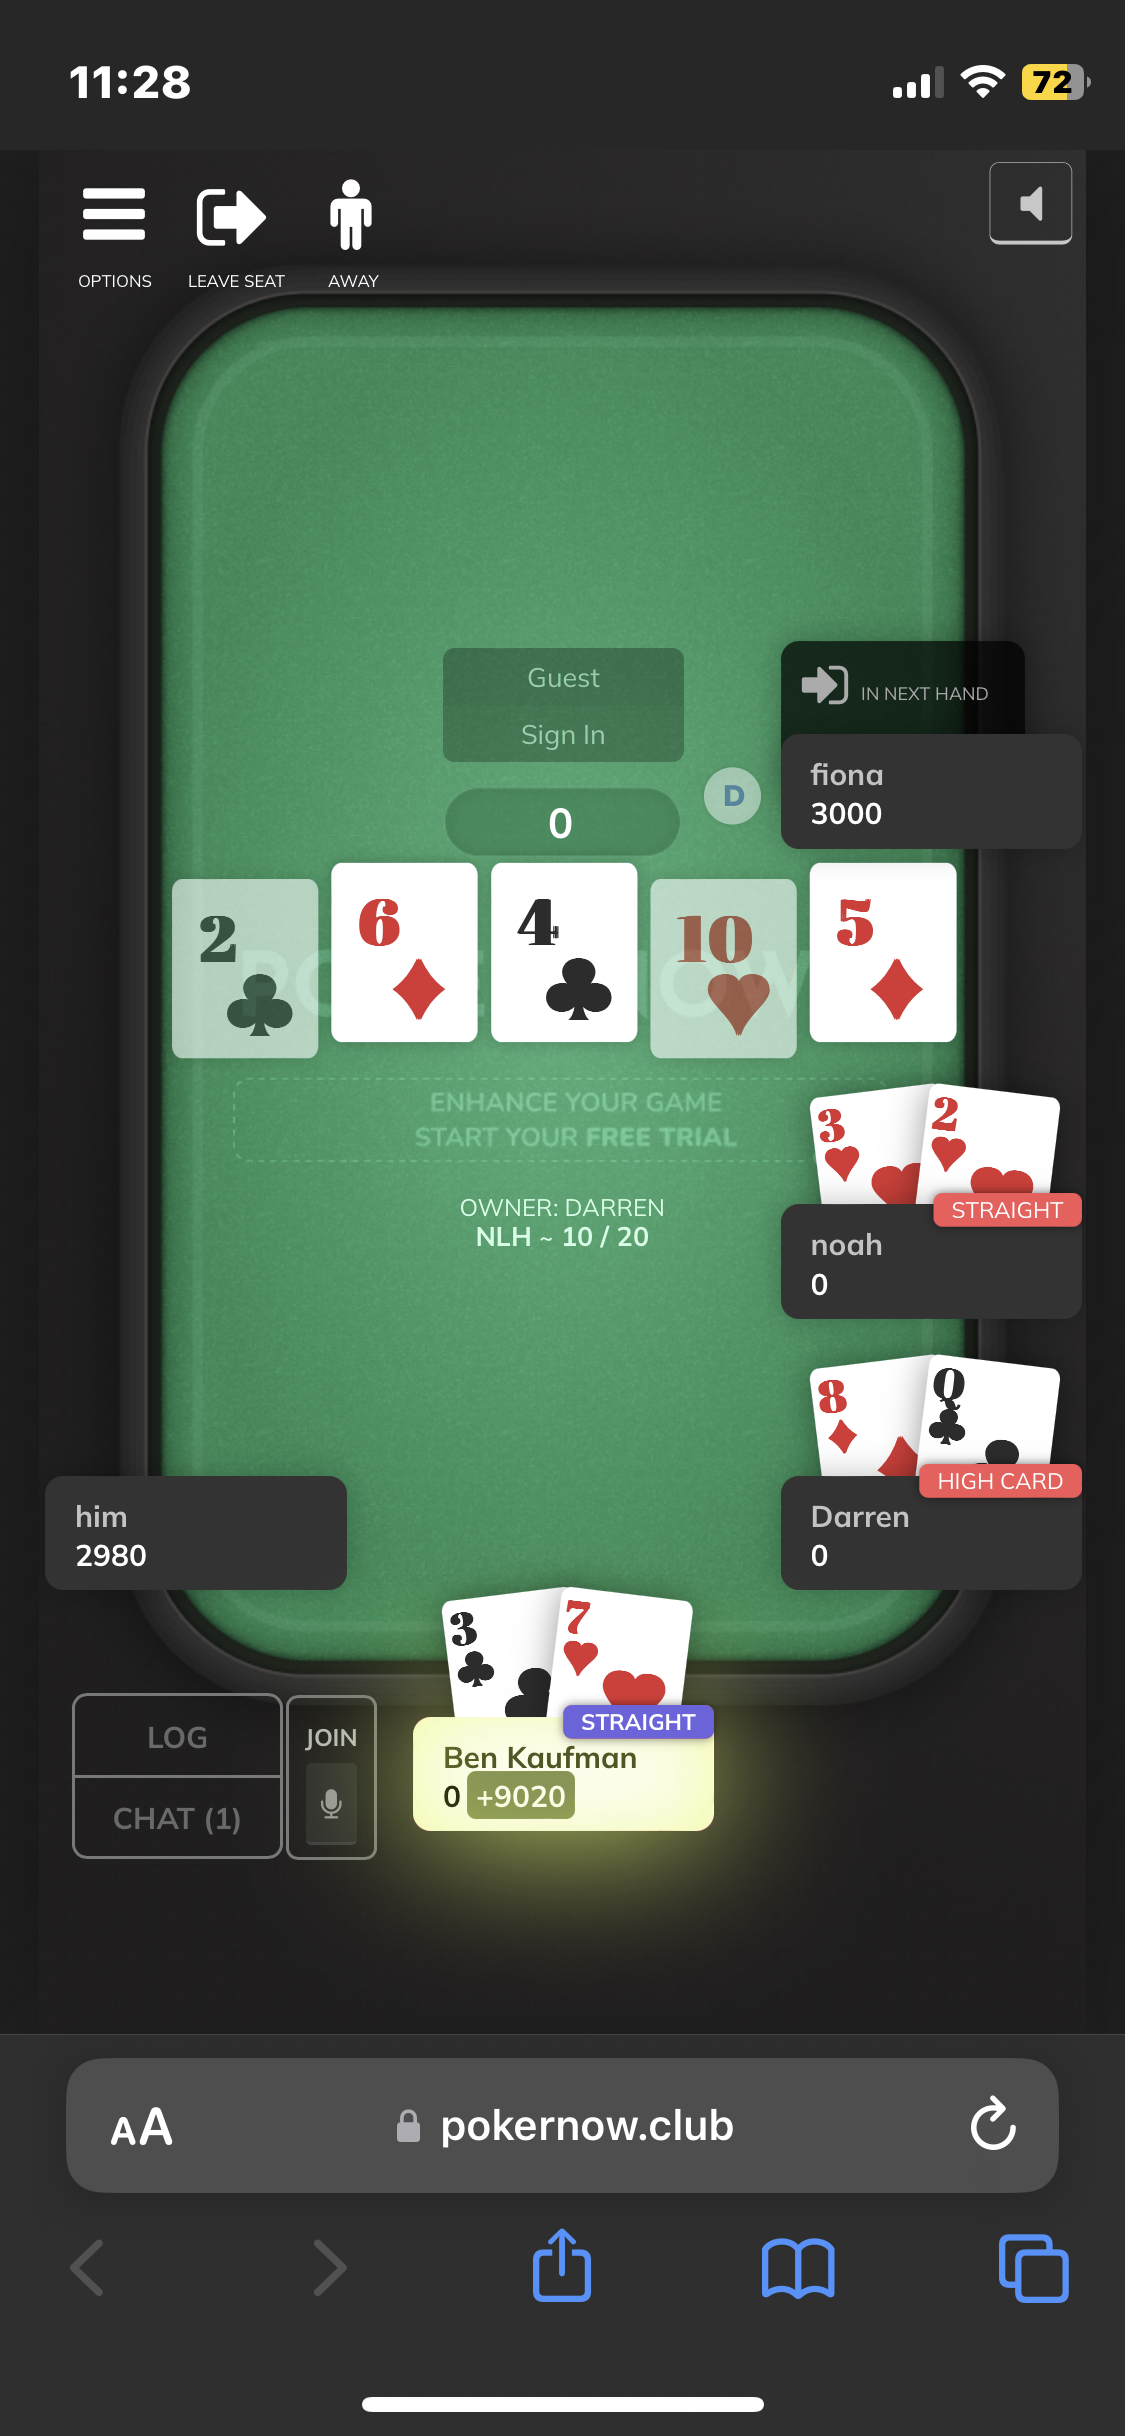 11:28
72
OPTIONS
LEAVE SEAT
AWAY
Guest
Sign In
IN NEXT HAND
fiona
3000
D
0
2
6
4
10
5
ENHANCE YOUR GAME
START YOUR FREE TRIAL
OWNER: DARREN
NLH ~ 10 / 20
3
2
STRAIGHT
noah
0
8
Q
HIGH CARD
Darren
0
him
2980
3
7
STRAIGHT
Ben Kaufman
0 +9020
LOG
CHAT (1)
JOIN
AA
pokernow.club